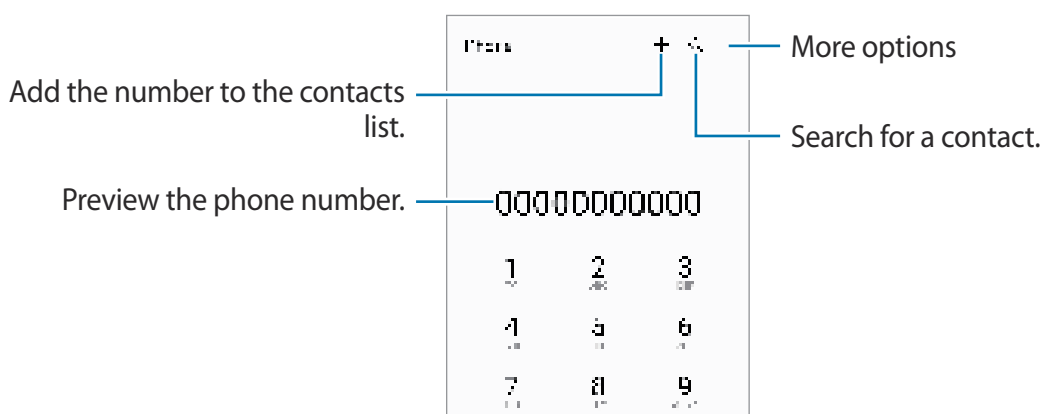 Phone
More options
Add the number to the contacts
list.
Search for a contact.
Preview the phone number.
00000000000
1 2 3
4 5 6
7 8 9